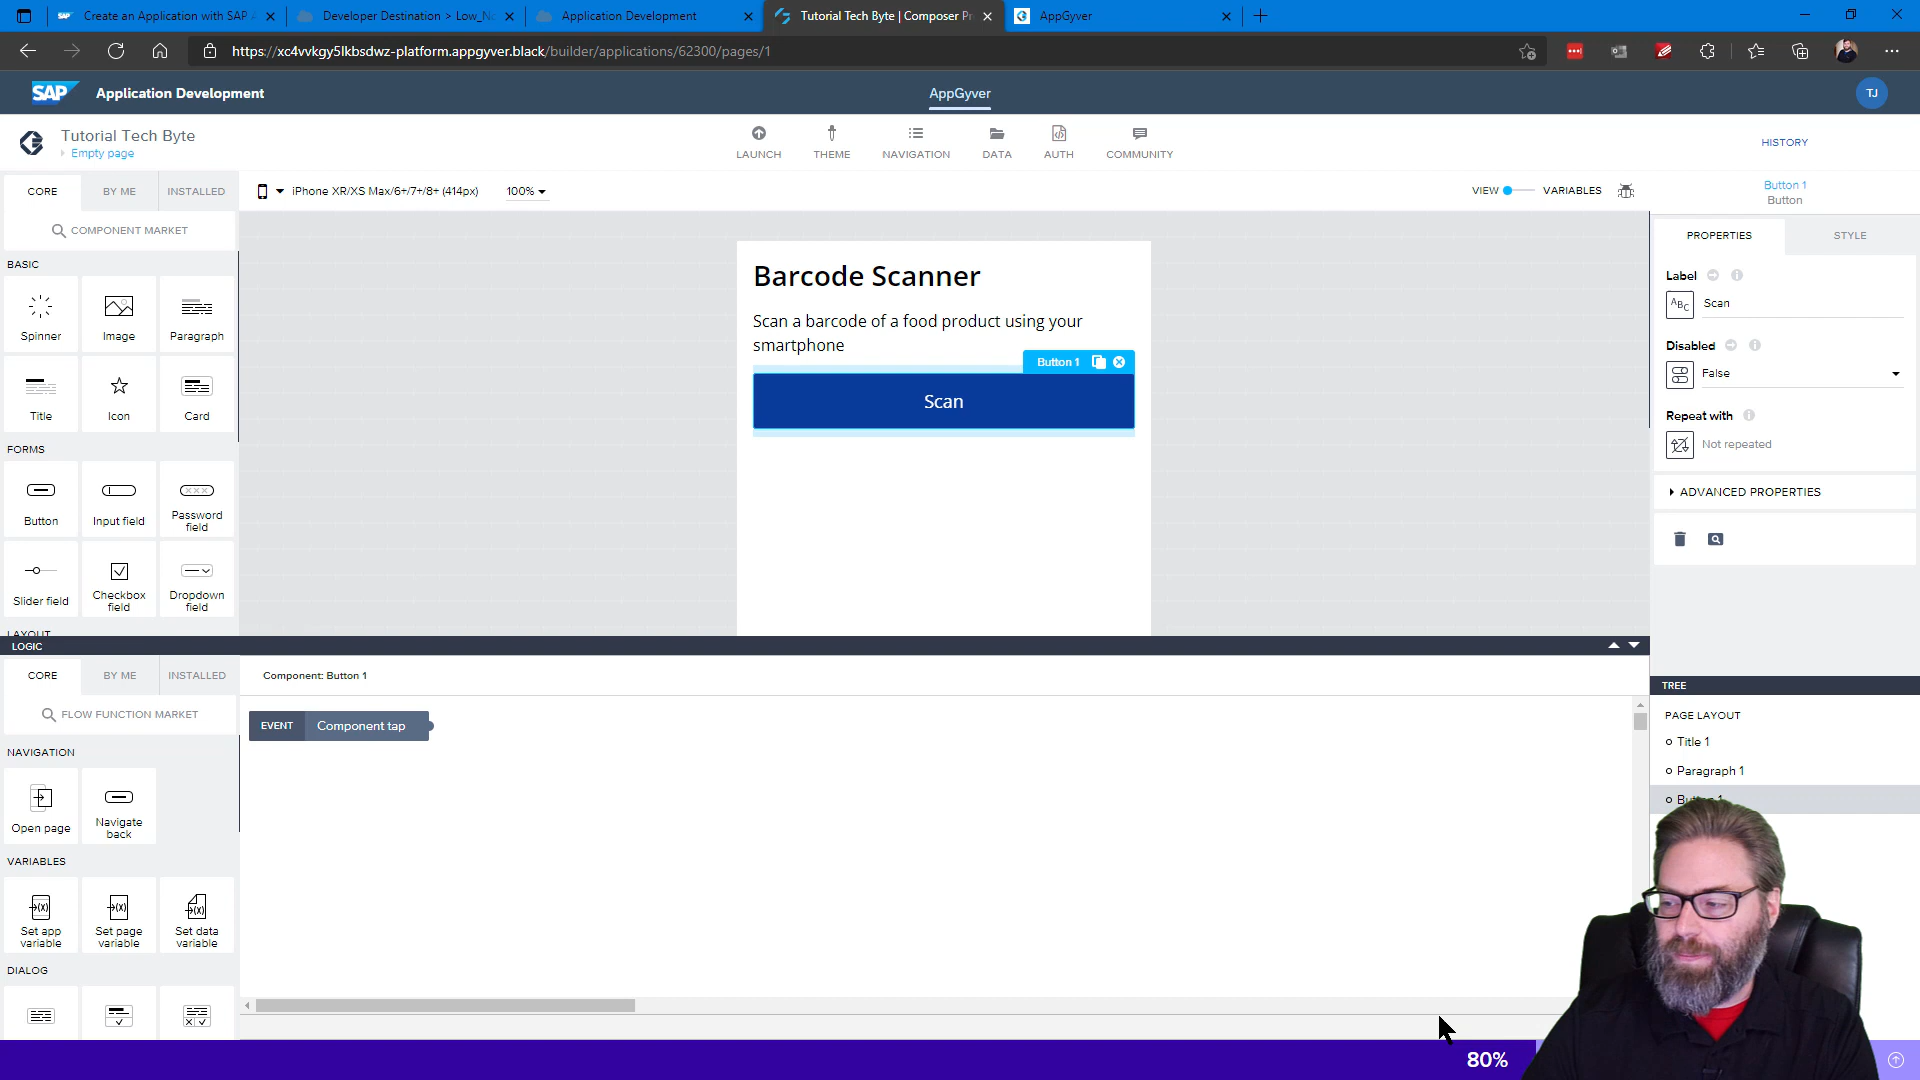 Create an Application with SAP A
Developer Destination > Low_No
Application Development
Tutorial Tech Byte | Composer Pr
AppGyver
https://xc4vvkgy5lkbsdwz-platform.appgyver.black/builder/applications/62300/pages/1
SAP
Application Development
AppGyver
TJ
Tutorial Tech Byte
Empty page
LAUNCH
THEME
NAVIGATION
DATA
AUTH
COMMUNITY
HISTORY
CORE
BY ME
INSTALLED
iPhone XR/XS Max/6+/7+/8+ (414px)
100%
VIEW
VARIABLES
Button 1
Button
COMPONENT MARKET
PROPERTIES
STYLE
BASIC
Spinner
Image
Paragraph
Title
Icon
Card
FORMS
Button
Input field
Password
field
Slider field
Checkbox
field
Dropdown
field
LAYOUT
Barcode Scanner
Scan a barcode of a food product using your
smartphone
Button 1
Scan
Label
ABC
Scan
Disabled
False
Repeat with
Not repeated
ADVANCED PROPERTIES
LOGIC
CORE
BY ME
INSTALLED
Component: Button 1
FLOW FUNCTION MARKET
EVENT
Component tap
NAVIGATION
Open page
Navigate
back
VARIABLES
Set app
variable
Set page
variable
Set data
variable
DIALOG
TREE
PAGE LAYOUT
Title 1
Paragraph 1
Button 1
80%